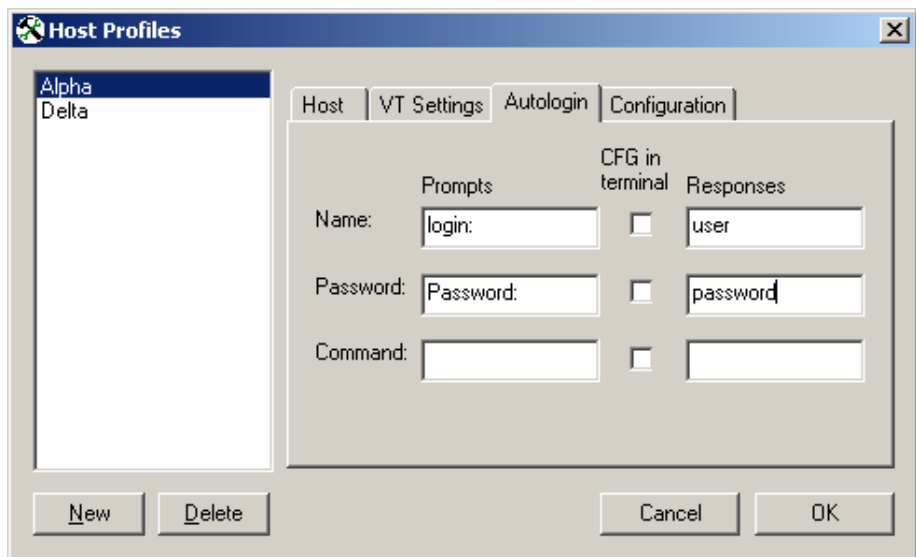 Host Profiles
Alpha
Delta
Host VT Settings Autologin Configuration
CFG in
terminal
Prompts Responses
Name: login: user
Password: Password: password
Command:
New Delete Cancel OK